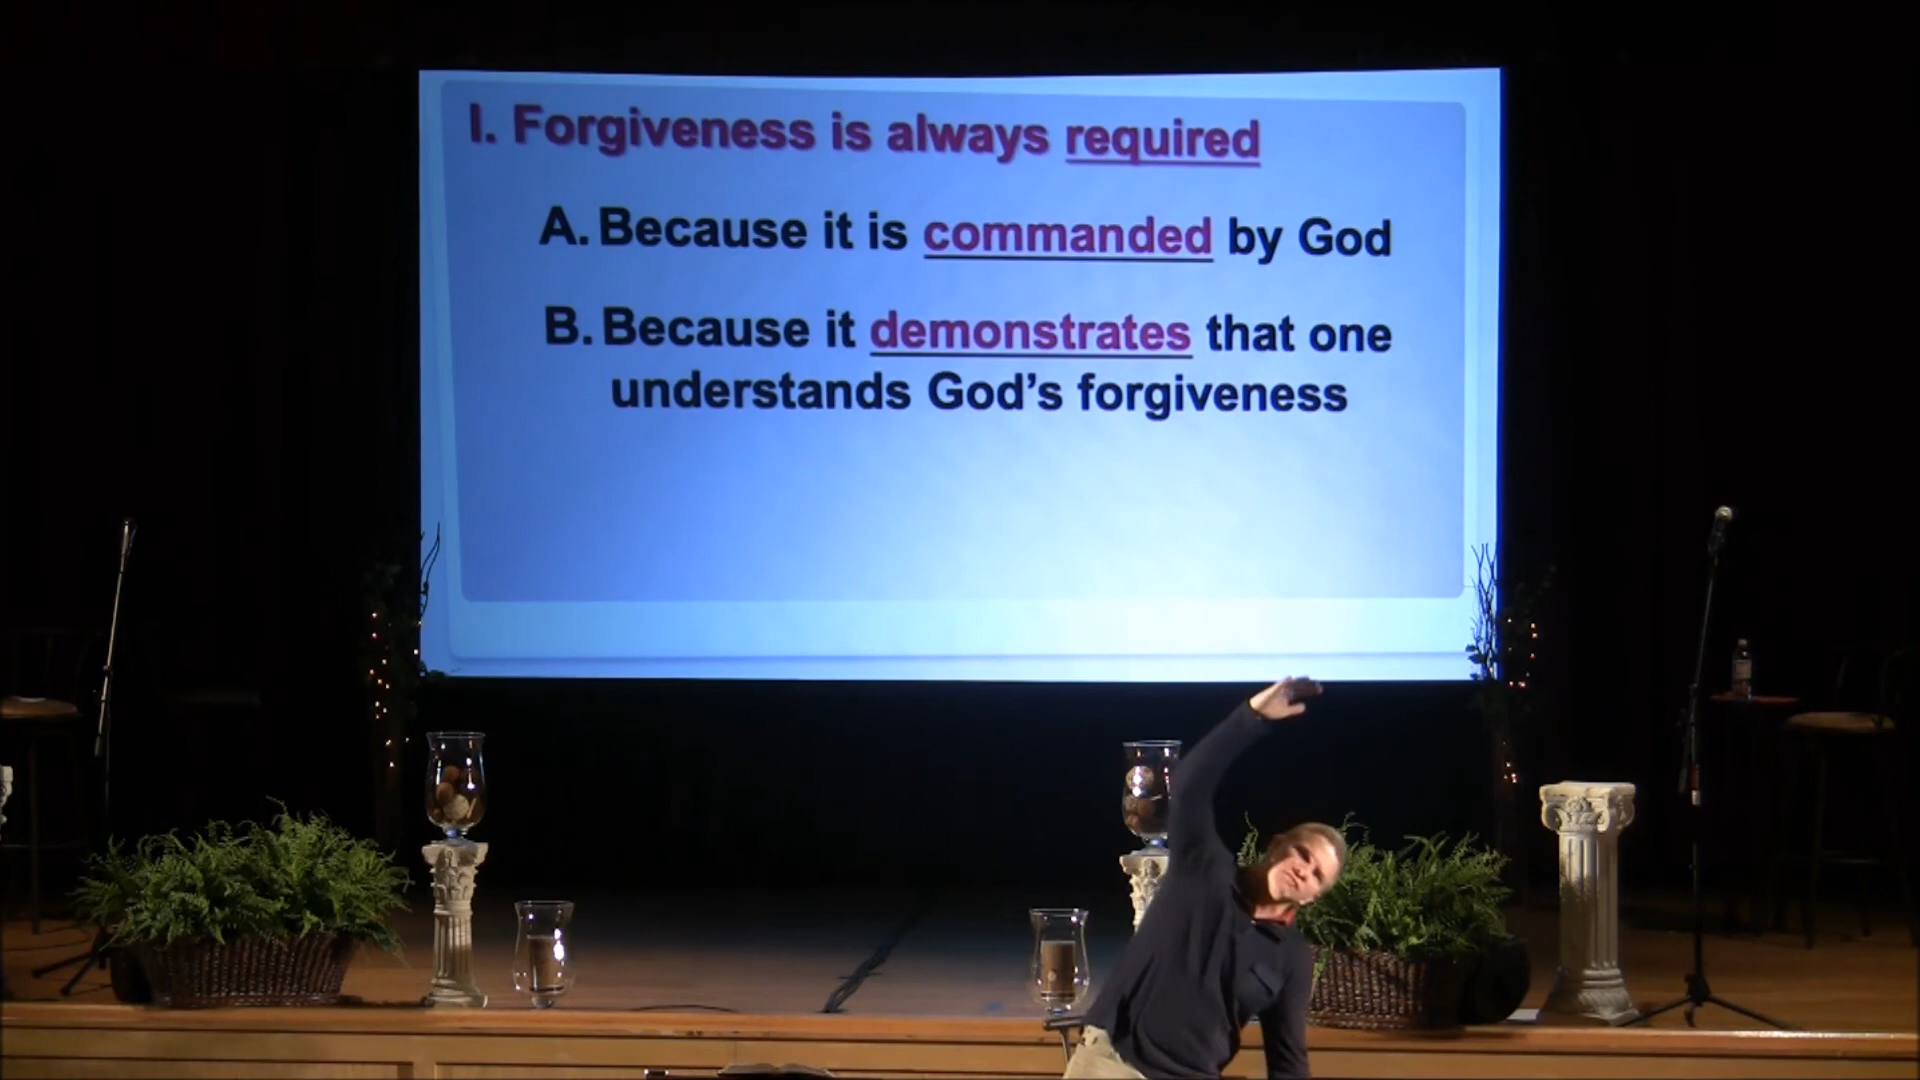 I. Forgiveness is always required
A. Because it is commanded by God
B. Because it demonstrates that one
understands God’s forgiveness